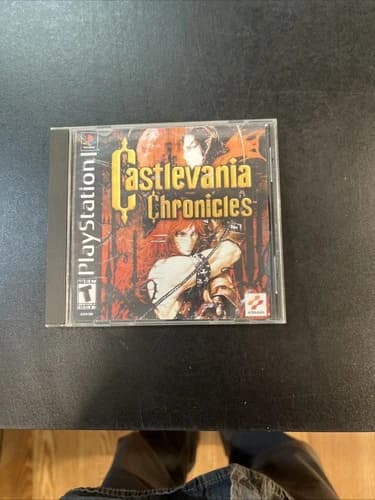 PlayStation
Castlevania
Chronicles
T
KONAMI